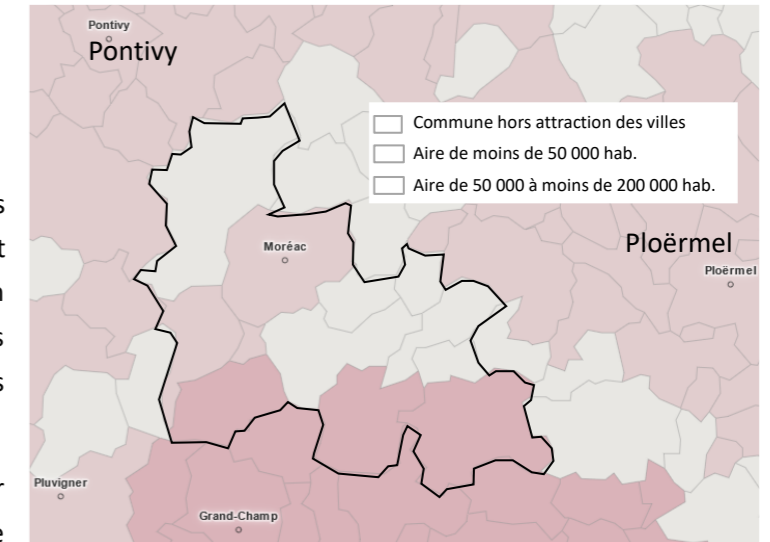 Pontivy
Pontivy
Commune hors attraction des villes
Aire de moins de 50 000 hab.
Aire de 50 000 à moins de 200 000 hab.
s
t
Ploërmel
Moréac
Ploërmel
n
s
s
Pluvigner
r
Grand-Champ
e